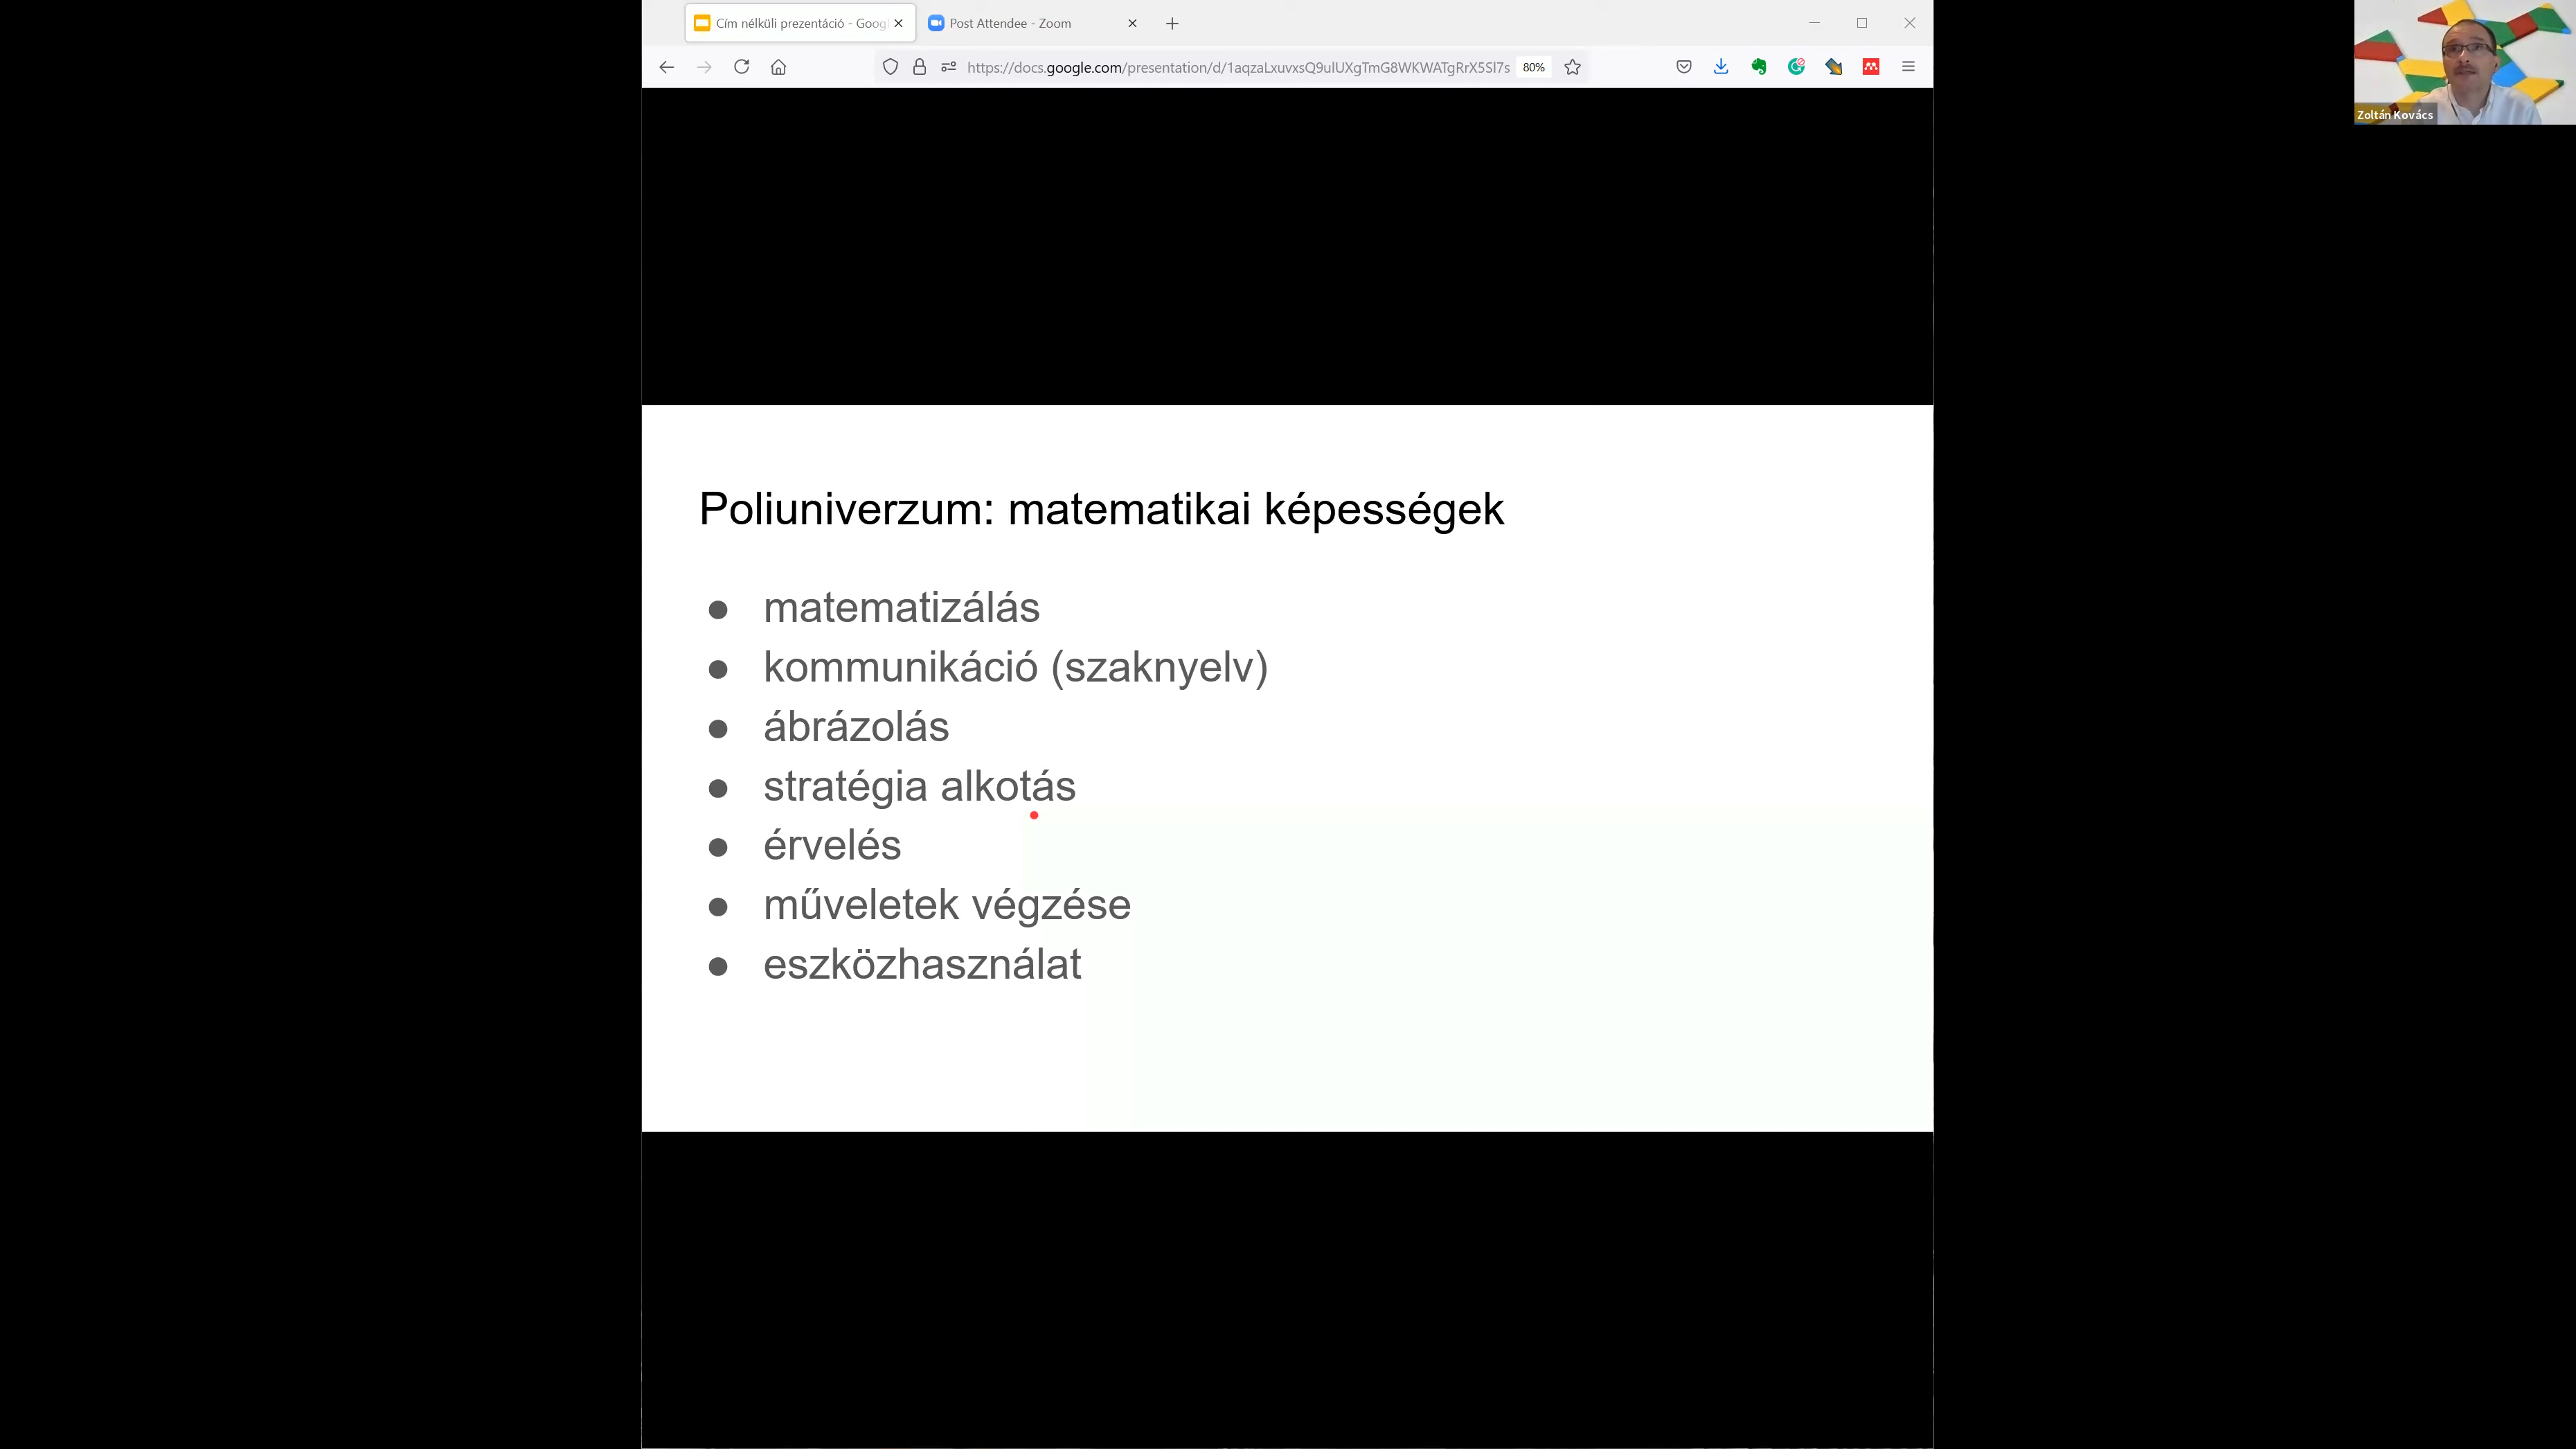 Cím nélküli prezentáció - Goog
Post Attendee - Zoom
https://docs.google.com/presentation/d/1aqzaLxuvxsQ9ulUXgTmG8WKWATgRrX5Sl7s
80%
Zoltán Kovács
Poliuniverzum: matematikai képességek
● matematizálás
● kommunikáció (szaknyelv)
● ábrázolás
● stratégia alkotás
● érvelés
● műveletek végzése
● eszközhasználat